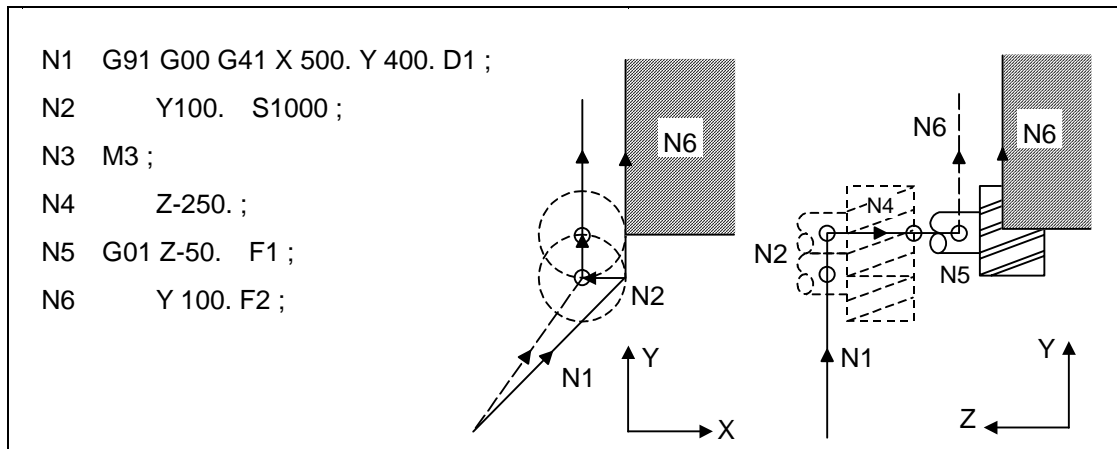 N1 G91 G00 G41 X 500. Y 400. D1 ;
N2 Y100. S1000 ;
N3 M3 ;
N4 Z-250. ;
N5 G01 Z-50. F1 ;
N6 Y 100. F2 ;
N6
N2
N1
Y
X
N6
N6
N4
N2
N5
N1
Y
Z